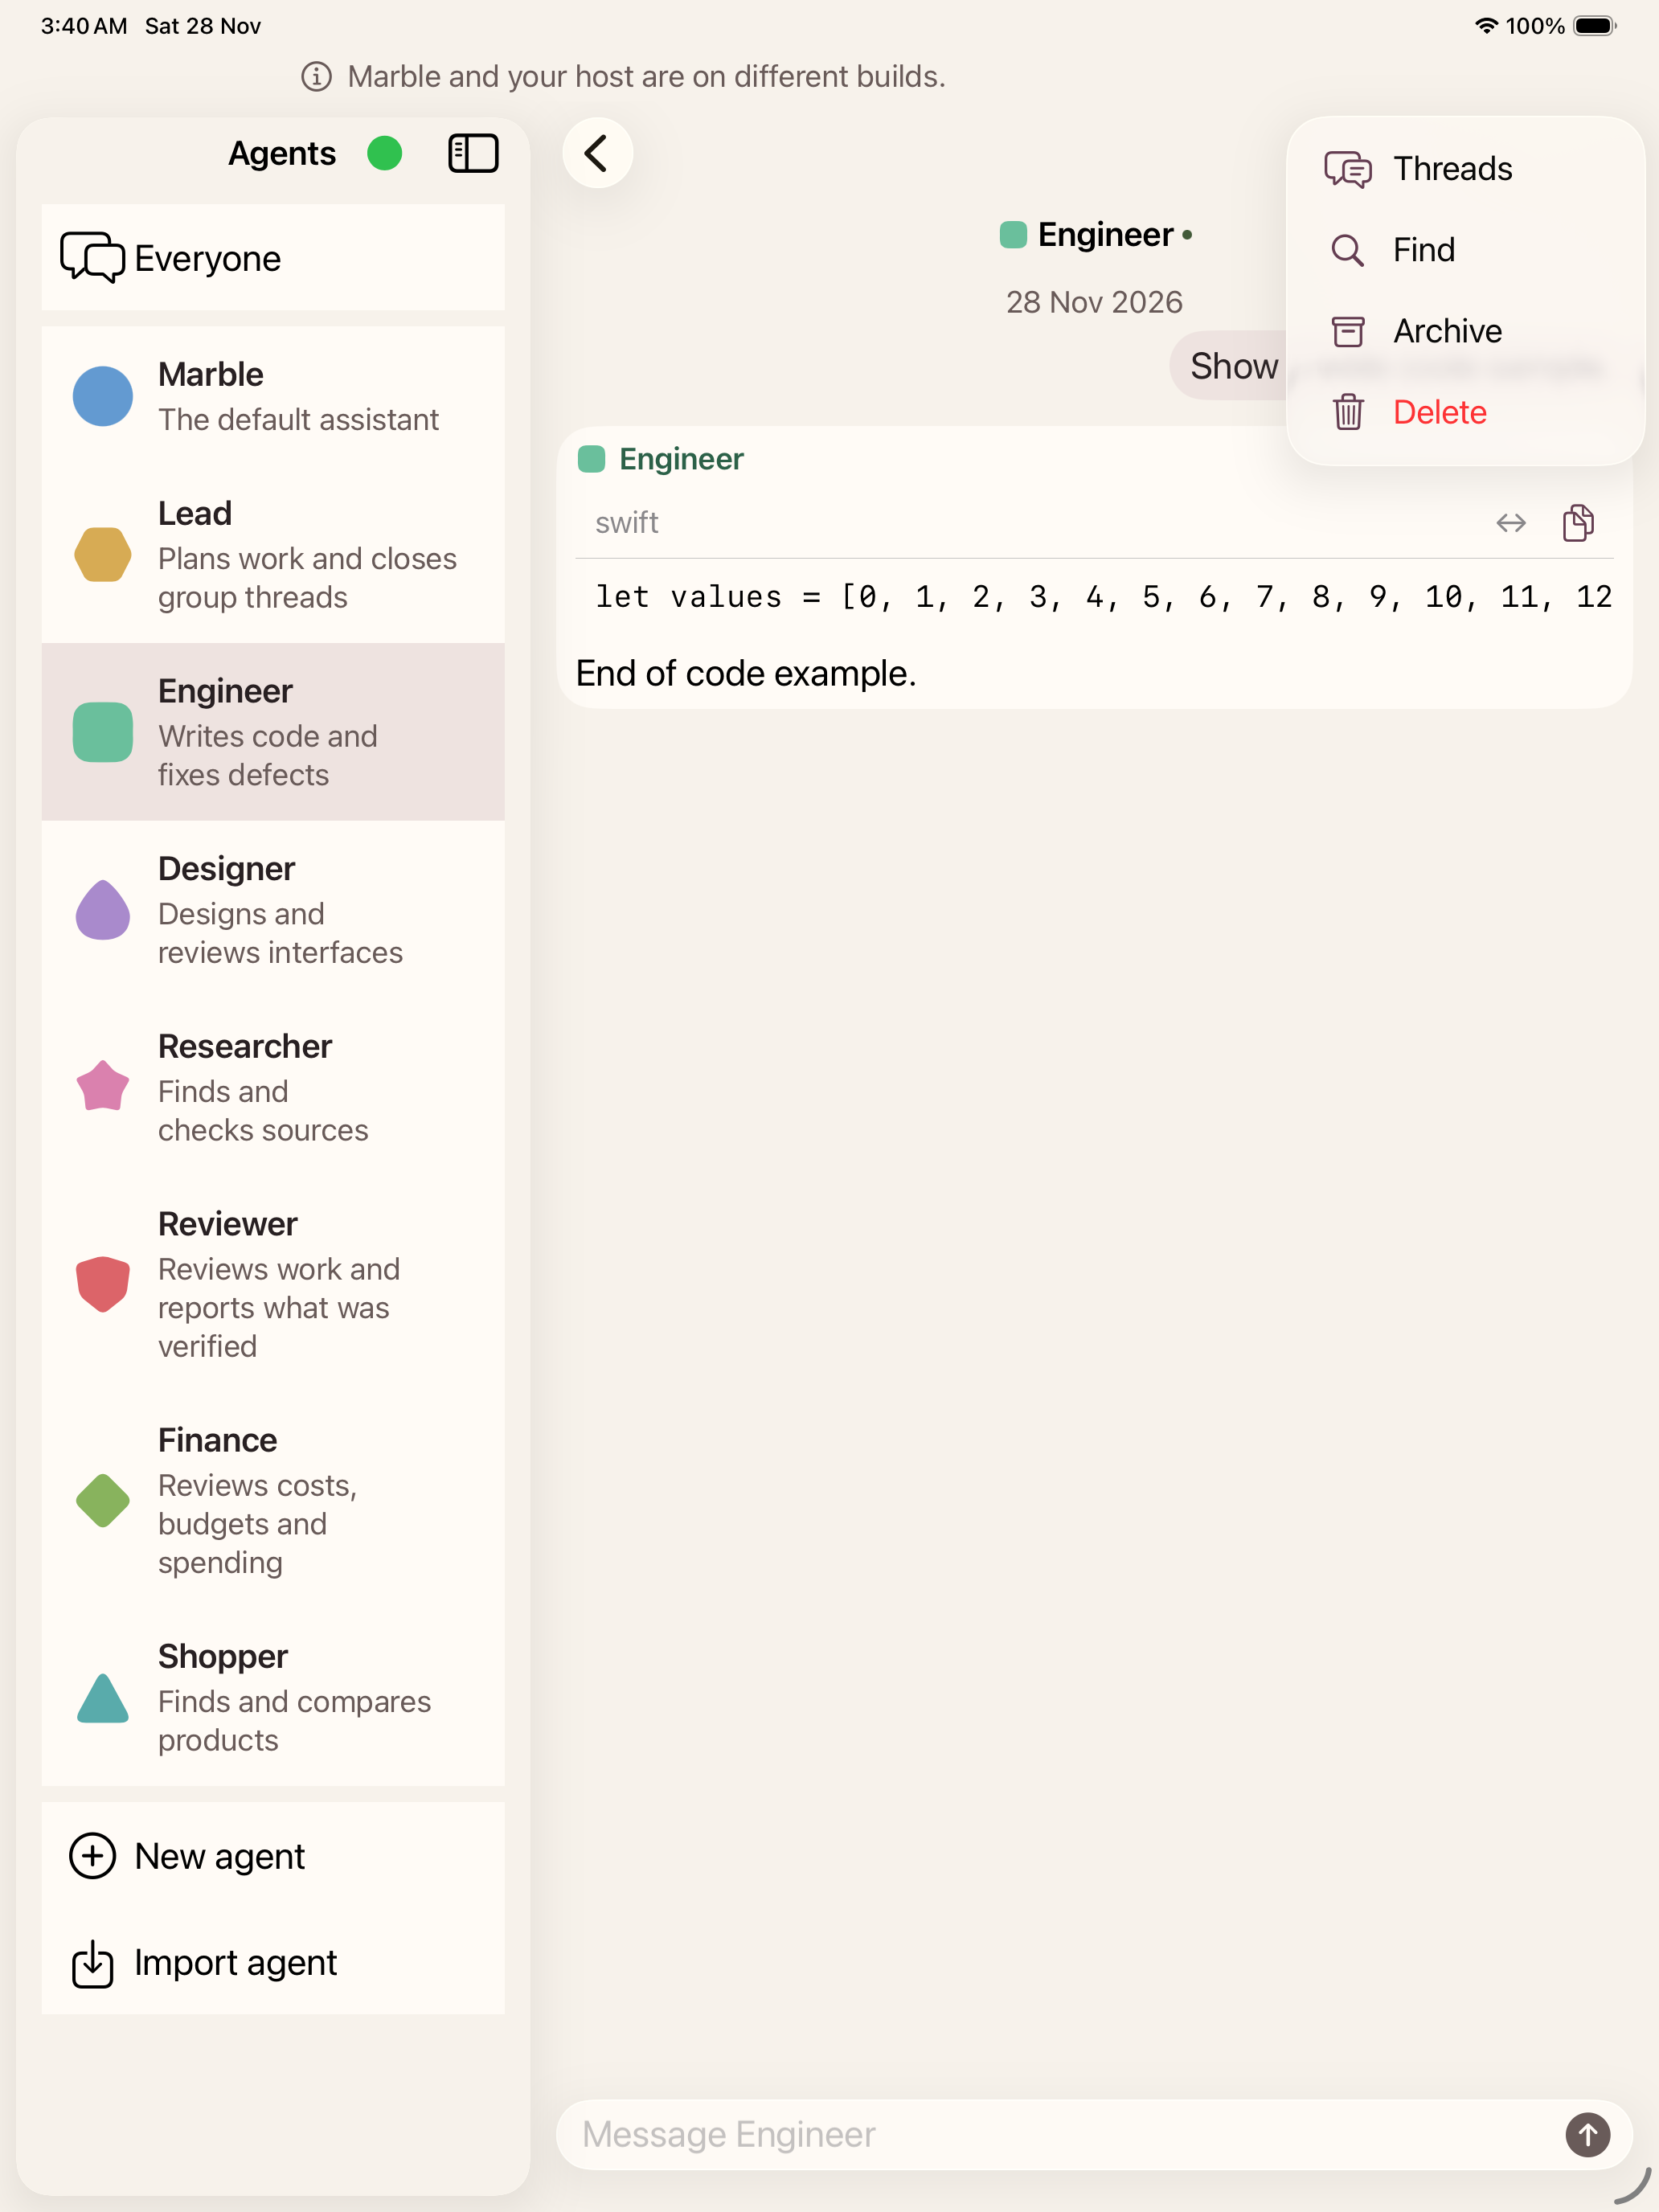 3:40 AM Sat 28 Nov
100%
Marble and your host are on different builds.
Agents
Everyone
Marble
The default assistant
Lead
Plans work and closes
group threads
Engineer
Writes code and
fixes defects
Designer
Designs and
reviews interfaces
Researcher
Finds and
checks sources
Reviewer
Reviews work and
reports what was
verified
Finance
Reviews costs,
budgets and
spending
Shopper
Finds and compares
products
New agent
Import agent
Engineer
28 Nov 2026
Show
Threads
Find
Archive
Delete
Engineer
swift
let values = [0, 1, 2, 3, 4, 5, 6, 7, 8, 9, 10, 11, 12
End of code example.
Message Engineer